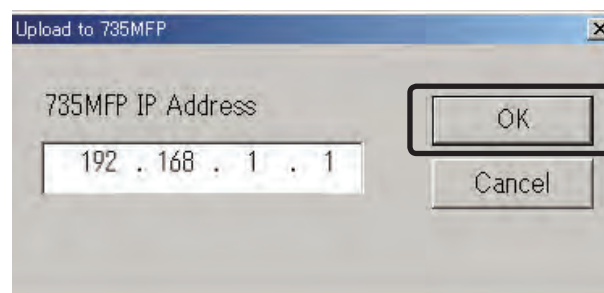 Upload to 735MFP
735MFP IP Address
OK
192 . 168 . 1 . 1
Cancel